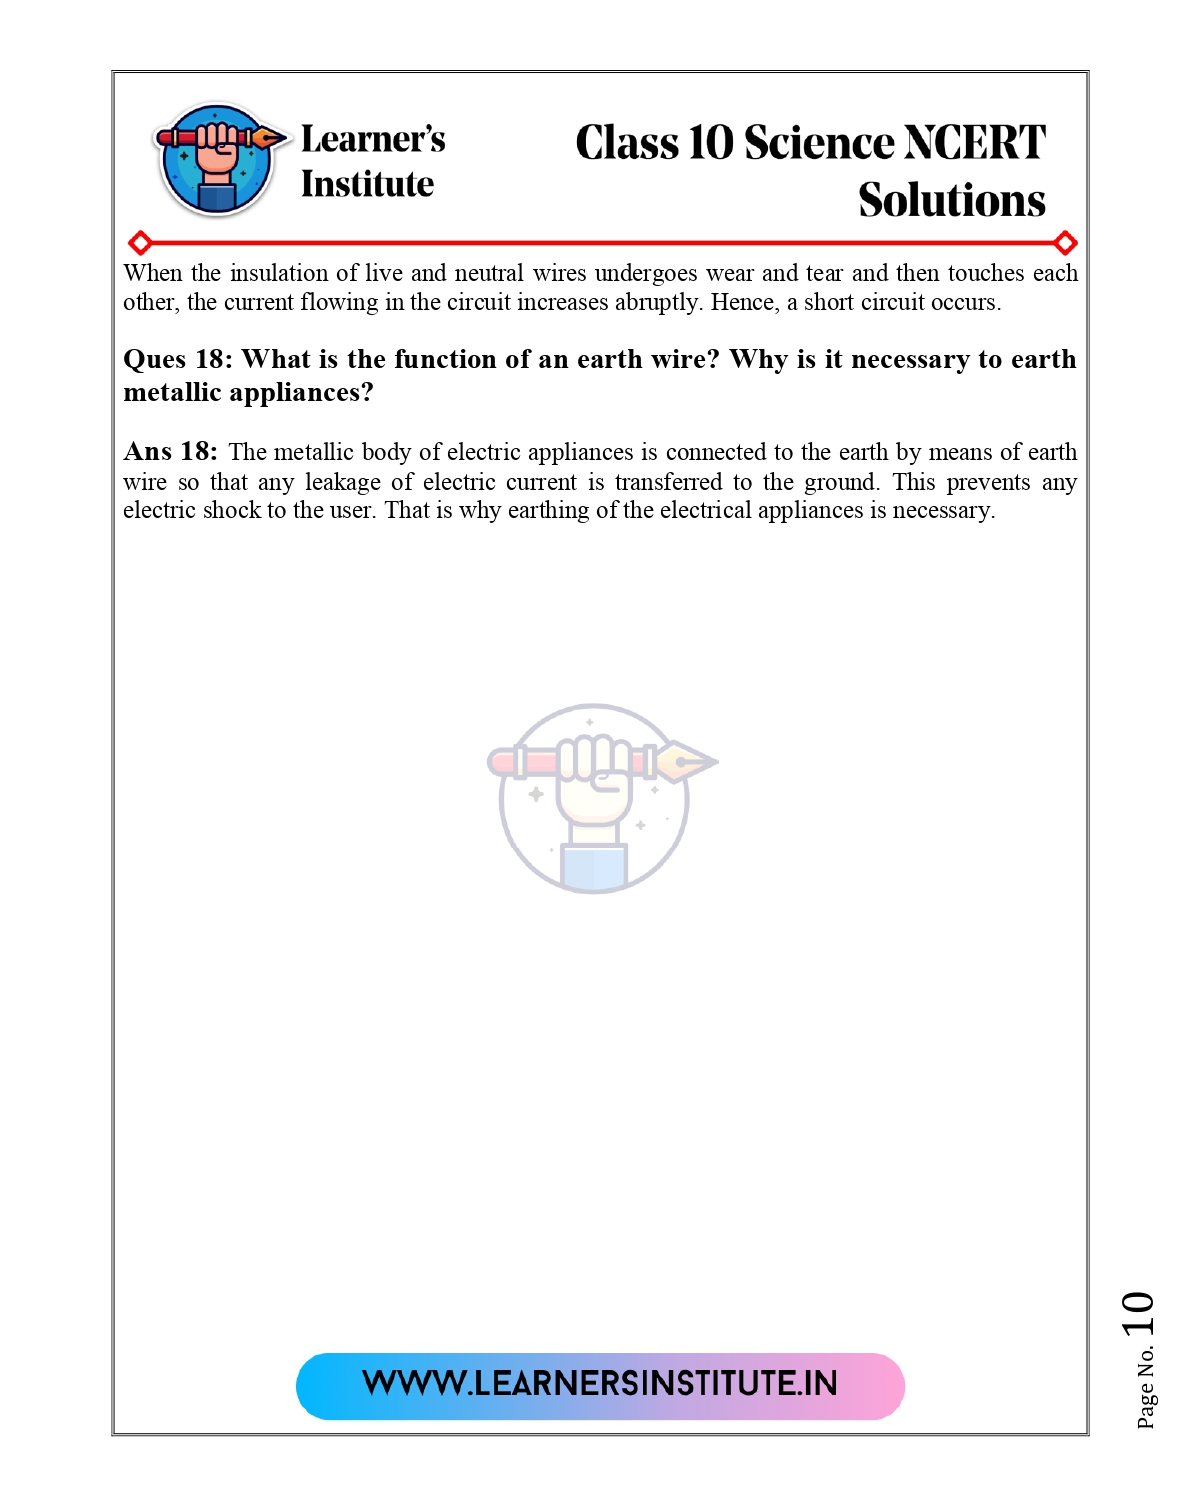 Learner's
Institute
Class 10 Science NCERT
Solutions
When the insulation of live and neutral wires undergoes wear and tear and then touches each
other, the current flowing in the circuit increases abruptly. Hence, a short circuit occurs.
Ques 18: What is the function of an earth wire? Why is it necessary to earth
metallic appliances?
Ans 18: The metallic body of electric appliances is connected to the earth by means of earth
wire so that any leakage of electric current is transferred to the ground. This prevents any
electric shock to the user. That is why earthing of the electrical appliances is necessary.
Page No. 10
WWW.LEARNERSINSTITUTE.IN